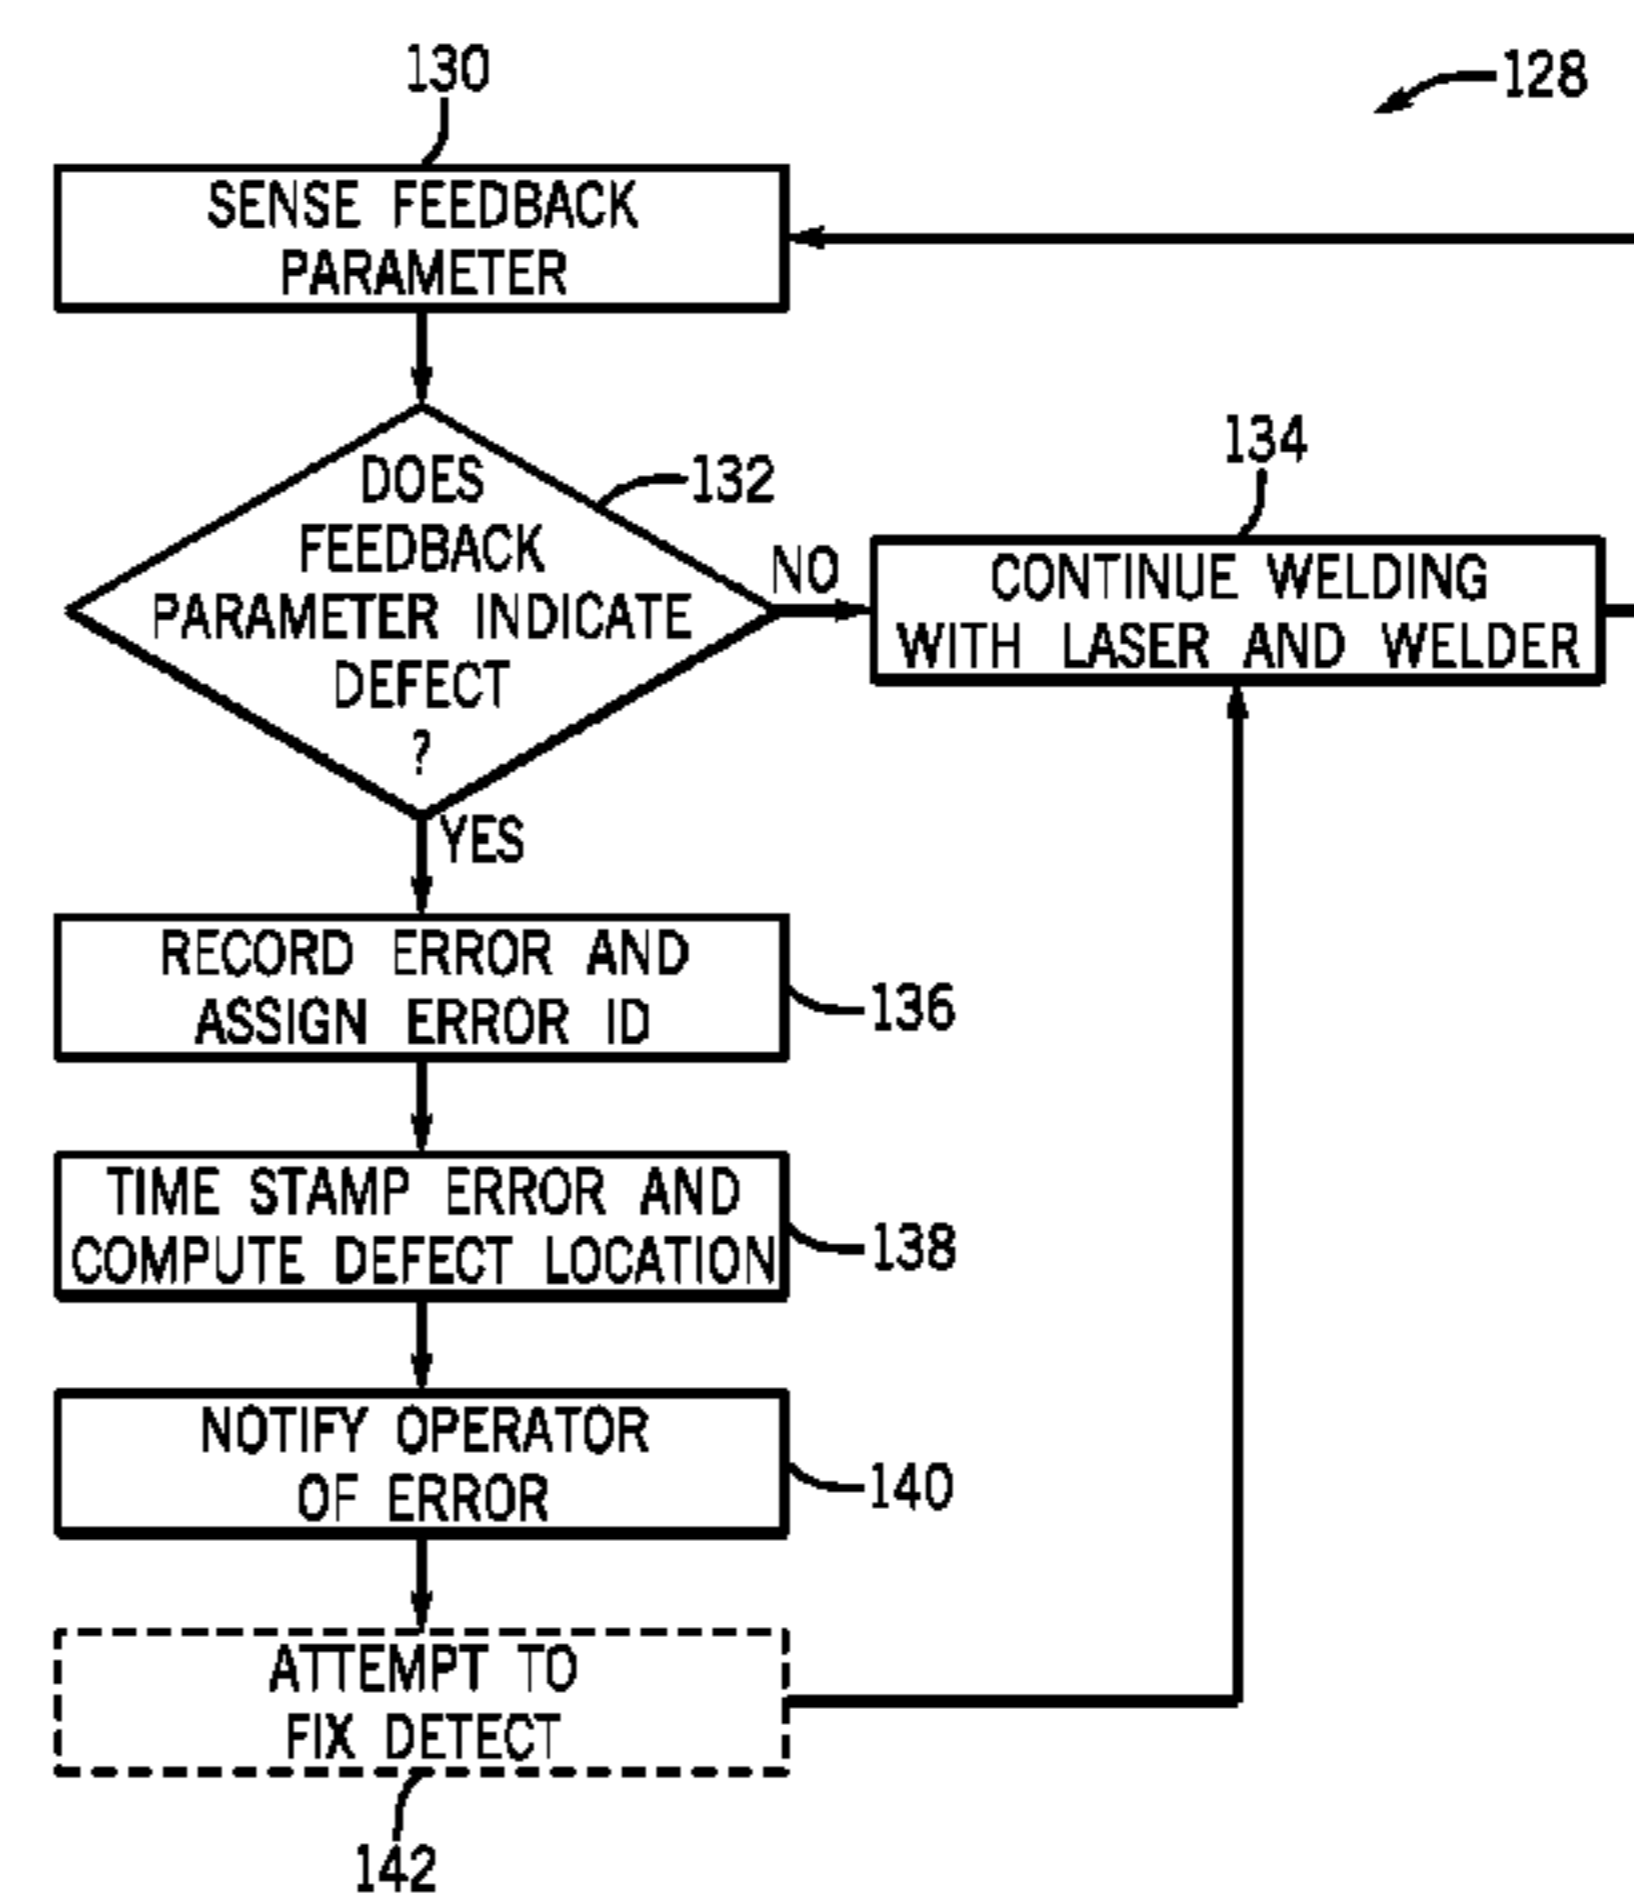 130
128
SENSE FEEDBACK
PARAMETER
DOES
FEEDBACK
PARAMETER INDICATE
DEFECT
?
132
NO
134
CONTINUE WELDING
WITH LASER AND WELDER
YES
RECORD ERROR AND
ASSIGN ERROR ID
136
TIME STAMP ERROR AND
COMPUTE DEFECT LOCATION
138
NOTIFY OPERATOR
OF ERROR
140
ATTEMPT TO
FIX DETECT
142